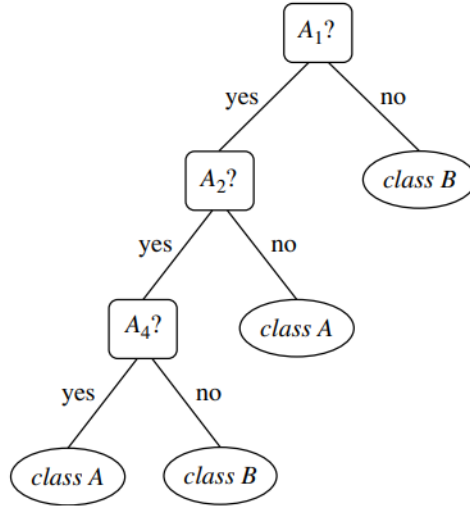 A₁?
yes no
A₂? class B
yes no
A₄? class A
yes no
class A class B